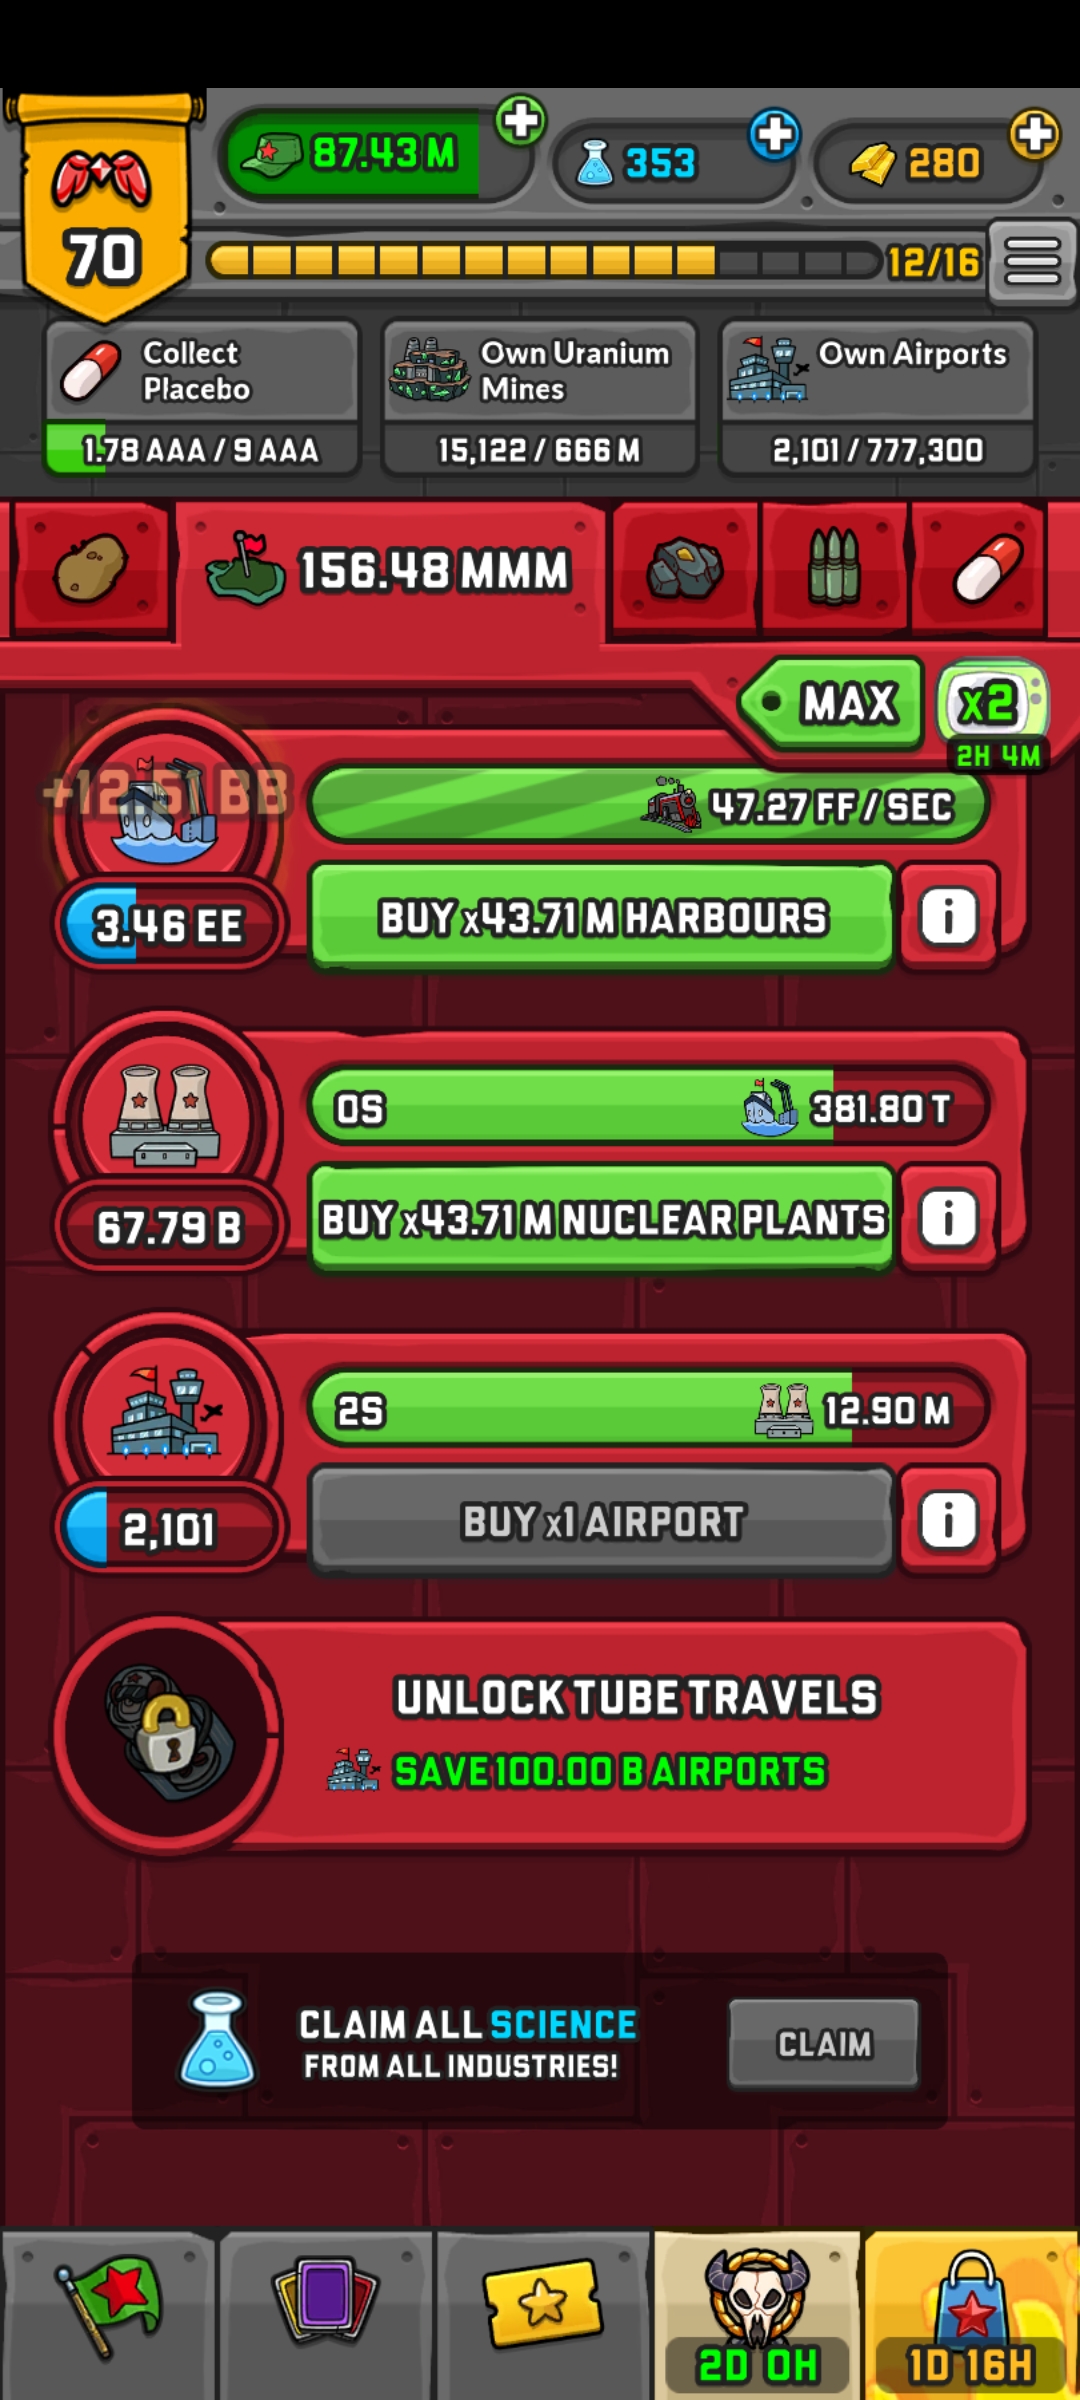 87.43 M
353
280
70
12/16
Collect
Placebo
Own Uranium
Mines
Own Airports
1.78 AAA / 9 AAA
15,122 / 666 M
2,101 / 777,300
156.48 MMM
MAX
x2
2H 4M
47.27 FF / SEC
3.46 EE
BUY x43.71 M HARBOURS
i
0S
381.80 T
67.79 B
BUY x43.71 M NUCLEAR PLANTS
i
2S
12.90 M
2,101
BUY x1 AIRPORT
i
UNLOCK TUBE TRAVELS
SAVE 100.00 B AIRPORTS
CLAIM ALL SCIENCE
FROM ALL INDUSTRIES!
CLAIM
2D 0H
1D 16H